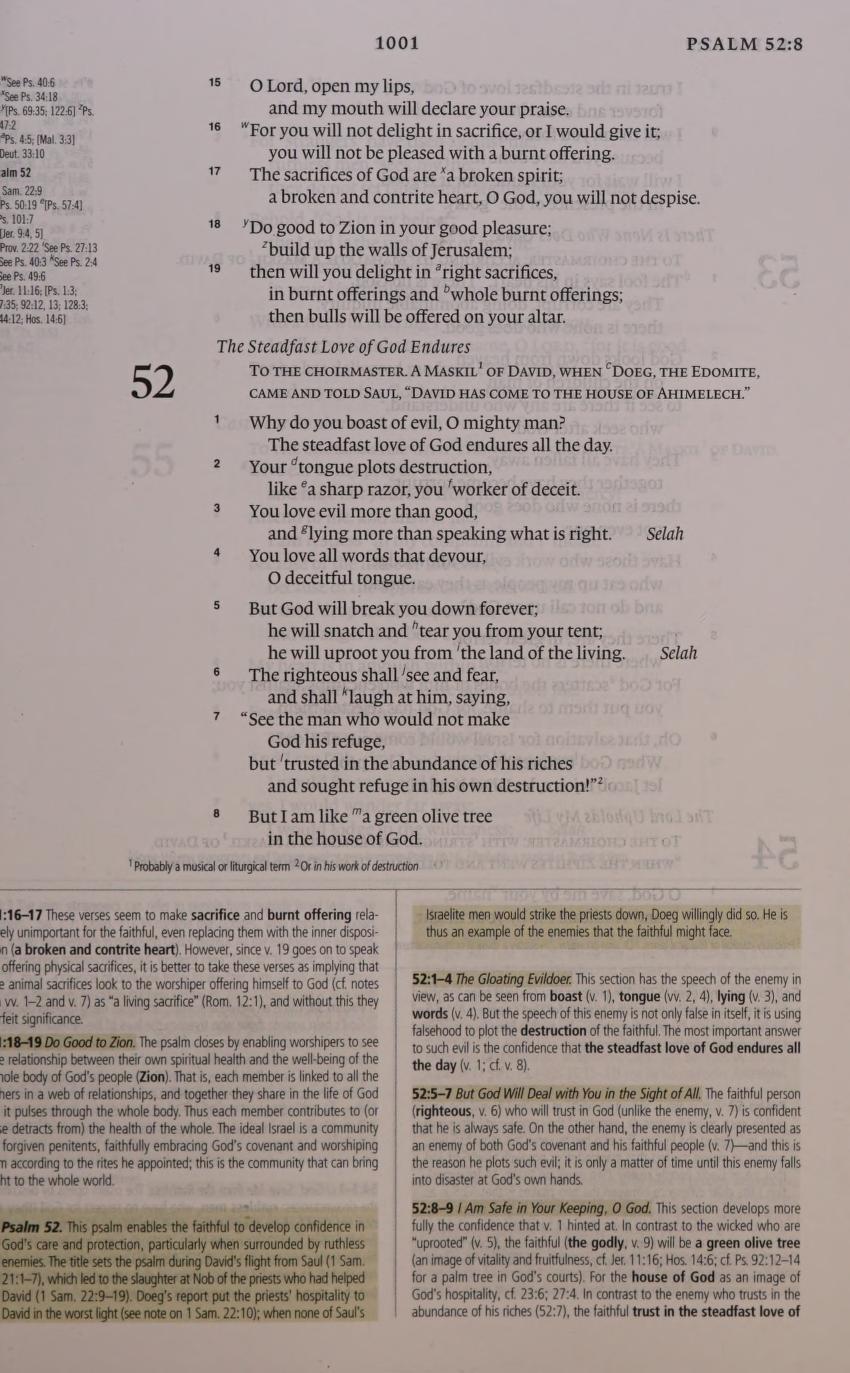 1001
PSALM 52:8
ʷSee Ps. 40:6
ˣSee Ps. 34:18
ʸ[Ps. 69:35; 122:6] ᶻPs.
47:2
ᵃPs. 4:5; [Mal. 3:3]
Deut. 33:10
alm 52
Sam. 22:9
Ps. 50:19 ᵉ[Ps. 57:4]
's. 101:7
[Jer. 9:4, 5]
Prov. 2:22 ⁱSee Ps. 27:13
See Ps. 40:3 ᵏSee Ps. 2:4
See Ps. 49:6
Jer. 11:16; [Ps. 1:3;
7:35; 92:12, 13; 128:3;
44:12; Hos. 14:6]
15 O Lord, open my lips,
and my mouth will declare your praise.
16 ʷFor you will not delight in sacrifice, or I would give it;
you will not be pleased with a burnt offering.
17 The sacrifices of God are ˣa broken spirit;
a broken and contrite heart, O God, you will not despise.
18 ʸDo good to Zion in your good pleasure;
ᶻbuild up the walls of Jerusalem;
19 then will you delight in ᵃright sacrifices,
in burnt offerings and ᵇwhole burnt offerings;
then bulls will be offered on your altar.
The Steadfast Love of God Endures
52 TO THE CHOIRMASTER. A MASKIL¹ OF DAVID, WHEN ᶜDOEG, THE EDOMITE,
CAME AND TOLD SAUL, "DAVID HAS COME TO THE HOUSE OF AHIMELECH."
1 Why do you boast of evil, O mighty man?
The steadfast love of God endures all the day.
2 Your ᵈtongue plots destruction,
like ᵉa sharp razor, you ᶠworker of deceit.
3 You love evil more than good,
and ᵍlying more than speaking what is right. Selah
4 You love all words that devour,
O deceitful tongue.
5 But God will break you down forever;
he will snatch and ʰtear you from your tent;
he will uproot you from ⁱthe land of the living. Selah
6 The righteous shall ʲsee and fear,
and shall ᵏlaugh at him, saying,
7 "See the man who would not make
God his refuge,
but ˡtrusted in the abundance of his riches
and sought refuge in his own destruction!"²
8 But I am like ᵐa green olive tree
in the house of God.
¹ Probably a musical or liturgical term ² Or in his work of destruction
:16–17 These verses seem to make sacrifice and burnt offering rela-
ely unimportant for the faithful, even replacing them with the inner disposi-
n (a broken and contrite heart). However, since v. 19 goes on to speak
offering physical sacrifices, it is better to take these verses as implying that
e animal sacrifices look to the worshiper offering himself to God (cf. notes
vv. 1–2 and v. 7) as "a living sacrifice" (Rom. 12:1), and without this they
feit significance.
:18–19 Do Good to Zion. The psalm closes by enabling worshipers to see
e relationship between their own spiritual health and the well-being of the
ole body of God's people (Zion). That is, each member is linked to all the
hers in a web of relationships, and together they share in the life of God
it pulses through the whole body. Thus each member contributes to (or
e detracts from) the health of the whole. The ideal Israel is a community
forgiven penitents, faithfully embracing God's covenant and worshiping
n according to the rites he appointed; this is the community that can bring
ht to the whole world.
Psalm 52. This psalm enables the faithful to develop confidence in
God's care and protection, particularly when surrounded by ruthless
enemies. The title sets the psalm during David's flight from Saul (1 Sam.
21:1–7), which led to the slaughter at Nob of the priests who had helped
David (1 Sam. 22:9–19). Doeg's report put the priests' hospitality to
David in the worst light (see note on 1 Sam. 22:10); when none of Saul's
Israelite men would strike the priests down, Doeg willingly did so. He is
thus an example of the enemies that the faithful might face.
52:1–4 The Gloating Evildoer. This section has the speech of the enemy in
view, as can be seen from boast (v. 1), tongue (vv. 2, 4), lying (v. 3), and
words (v. 4). But the speech of this enemy is not only false in itself, it is using
falsehood to plot the destruction of the faithful. The most important answer
to such evil is the confidence that the steadfast love of God endures all
the day (v. 1; cf. v. 8).
52:5–7 But God Will Deal with You in the Sight of All. The faithful person
(righteous, v. 6) who will trust in God (unlike the enemy, v. 7) is confident
that he is always safe. On the other hand, the enemy is clearly presented as
an enemy of both God's covenant and his faithful people (v. 7)—and this is
the reason he plots such evil; it is only a matter of time until this enemy falls
into disaster at God's own hands.
52:8–9 I Am Safe in Your Keeping, O God. This section develops more
fully the confidence that v. 1 hinted at. In contrast to the wicked who are
"uprooted" (v. 5), the faithful (the godly, v. 9) will be a green olive tree
(an image of vitality and fruitfulness, cf. Jer. 11:16; Hos. 14:6; cf. Ps. 92:12–14
for a palm tree in God's courts). For the house of God as an image of
God's hospitality, cf. 23:6; 27:4. In contrast to the enemy who trusts in the
abundance of his riches (52:7), the faithful trust in the steadfast love of